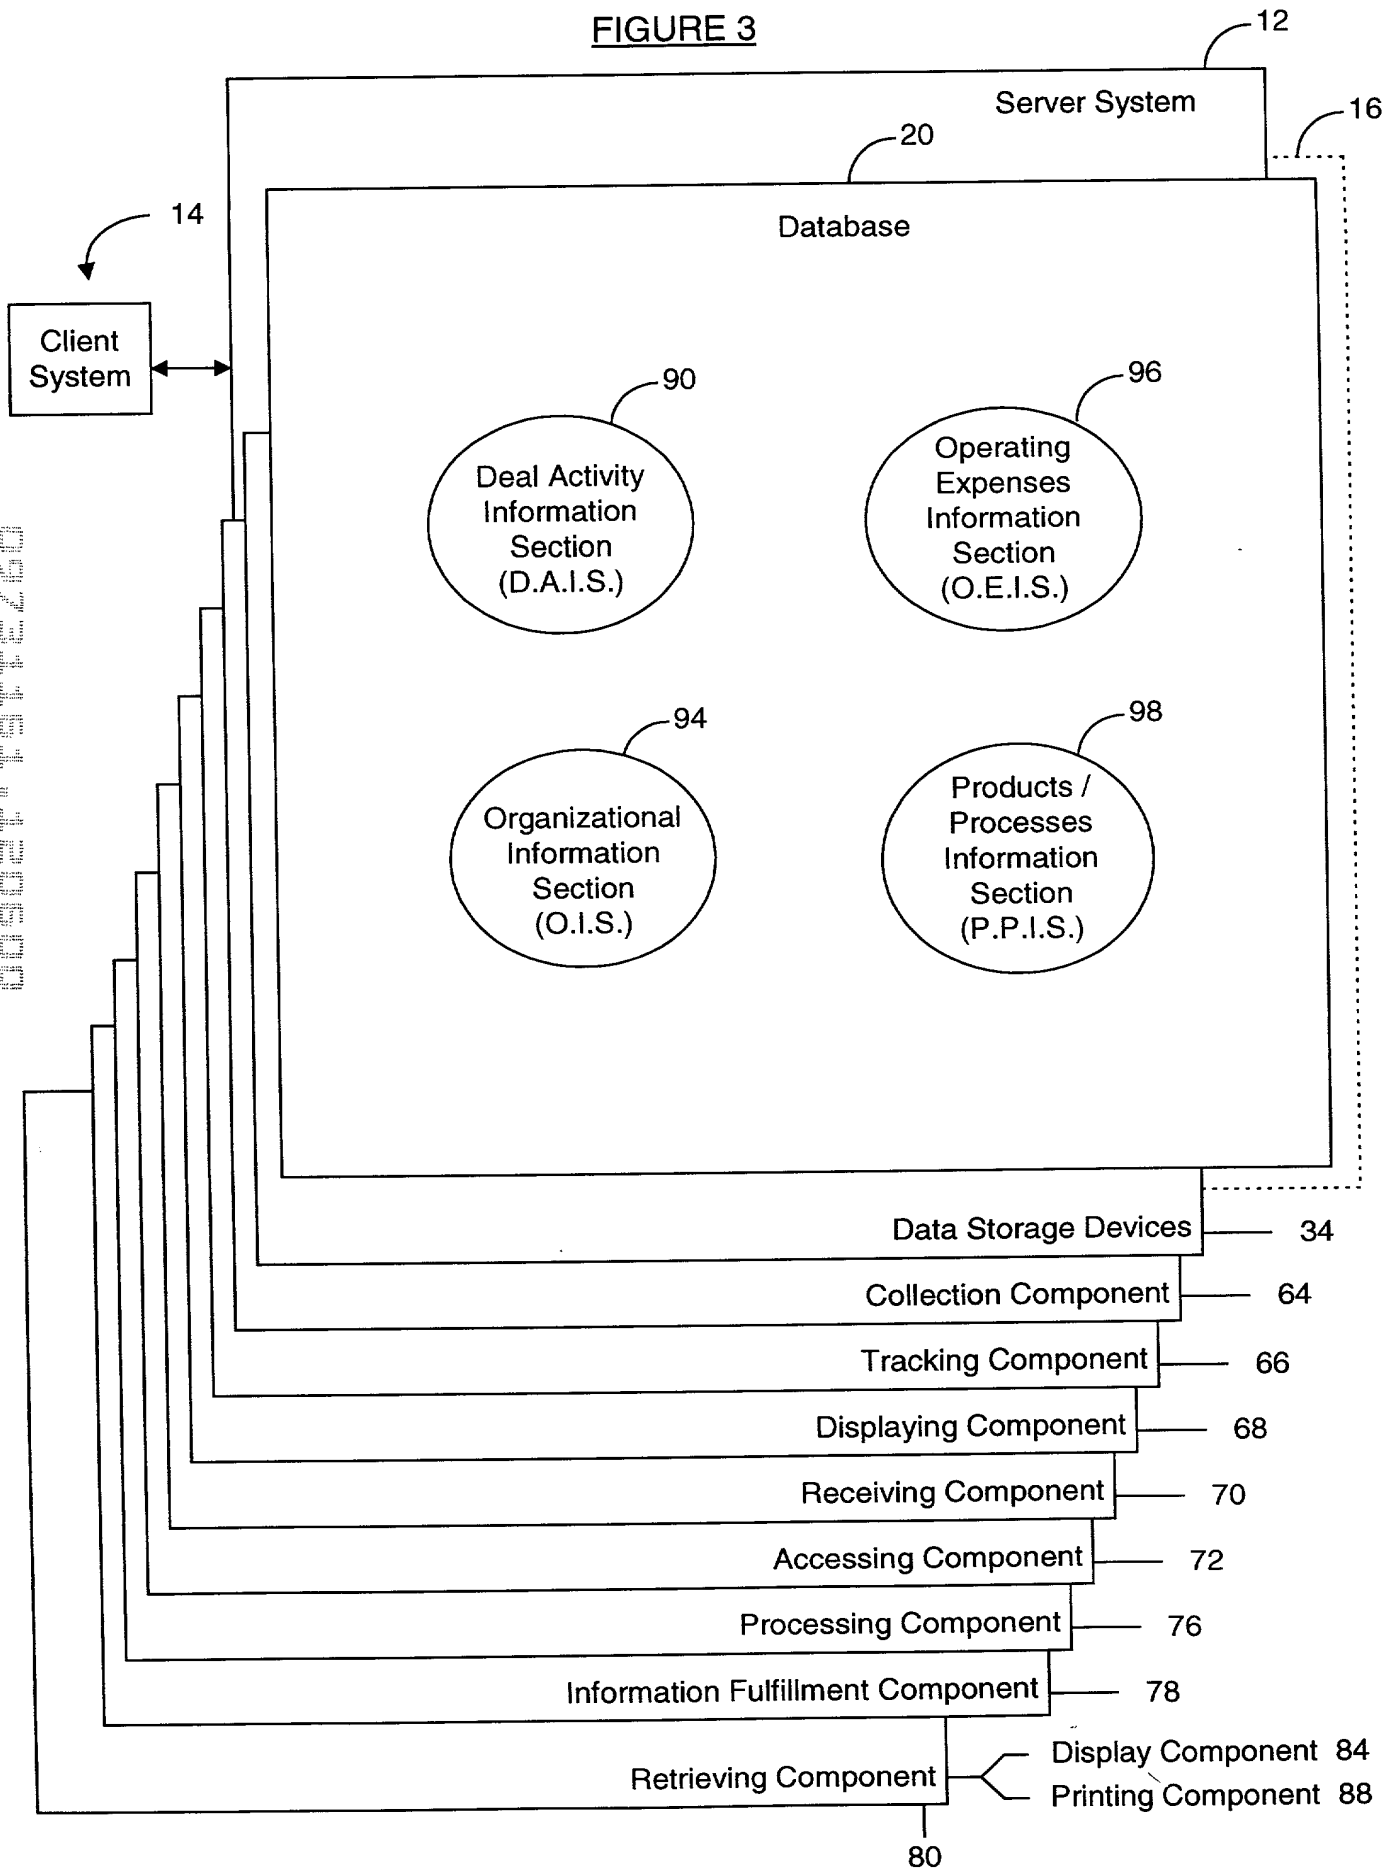 FIGURE 3
12
Server System
16
20
Database
14
Client
System
90
Deal Activity
Information
Section
(D.A.I.S.)
96
Operating
Expenses
Information
Section
(O.E.I.S.)
94
Organizational
Information
Section
(O.I.S.)
98
Products /
Processes
Information
Section
(P.P.I.S.)
Data Storage Devices 34
Collection Component 64
Tracking Component 66
Displaying Component 68
Receiving Component 70
Accessing Component 72
Processing Component 76
Information Fulfillment Component 78
Retrieving Component
Display Component 84
Printing Component 88
80